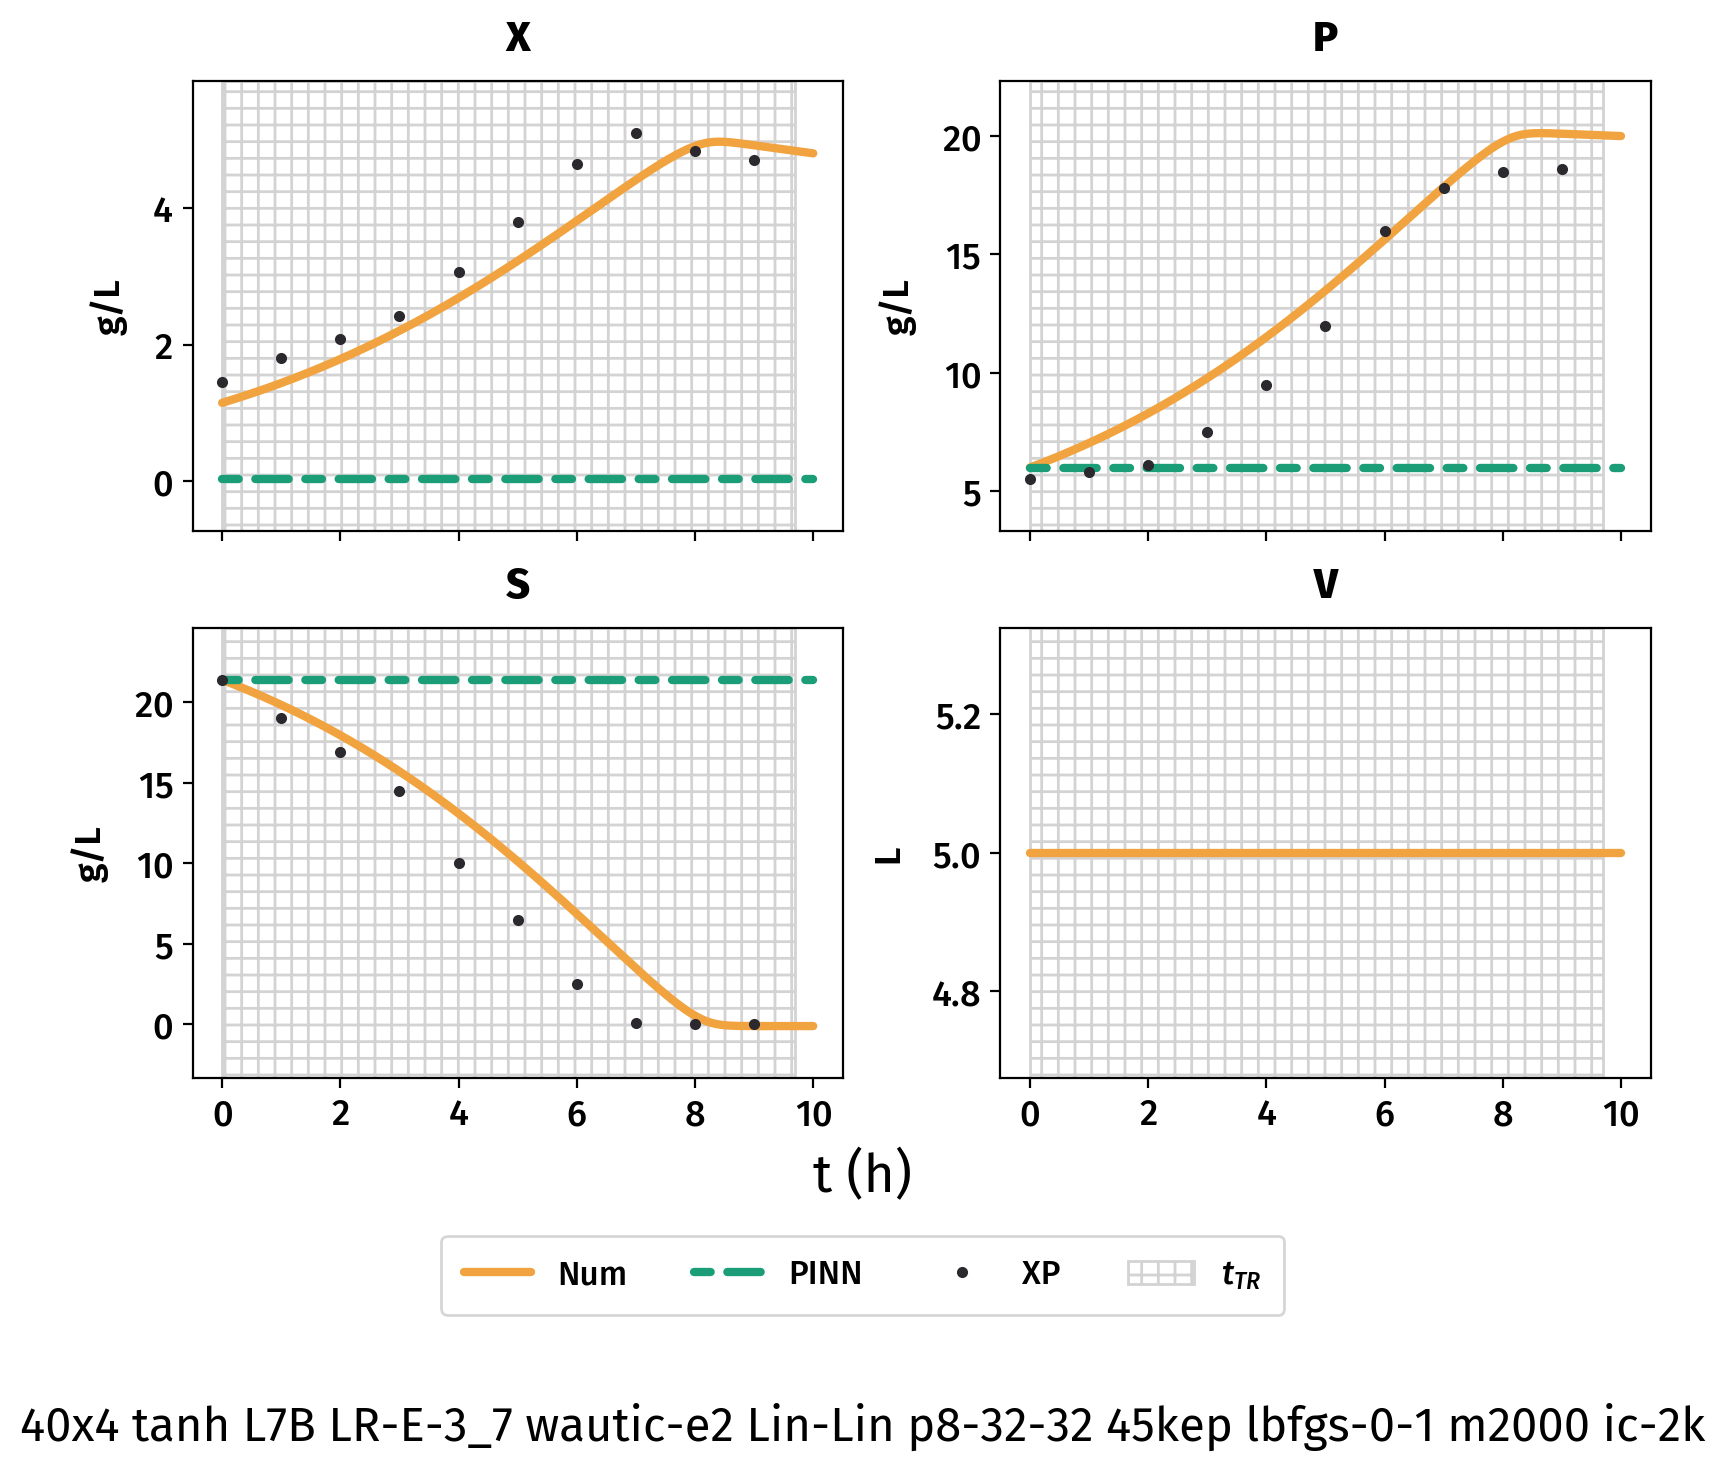 X
P
g/L
4
2
0
g/L
20
15
10
5
S
V
g/L
20
15
10
5
0
L
5.2
5.0
4.8
0 2 4 6 8 10
0 2 4 6 8 10
t (h)
Num PINN XP tTR
40x4 tanh L7B LR-E-3_7 wautic-e2 Lin-Lin p8-32-32 45kep lbfgs-0-1 m2000 ic-2k